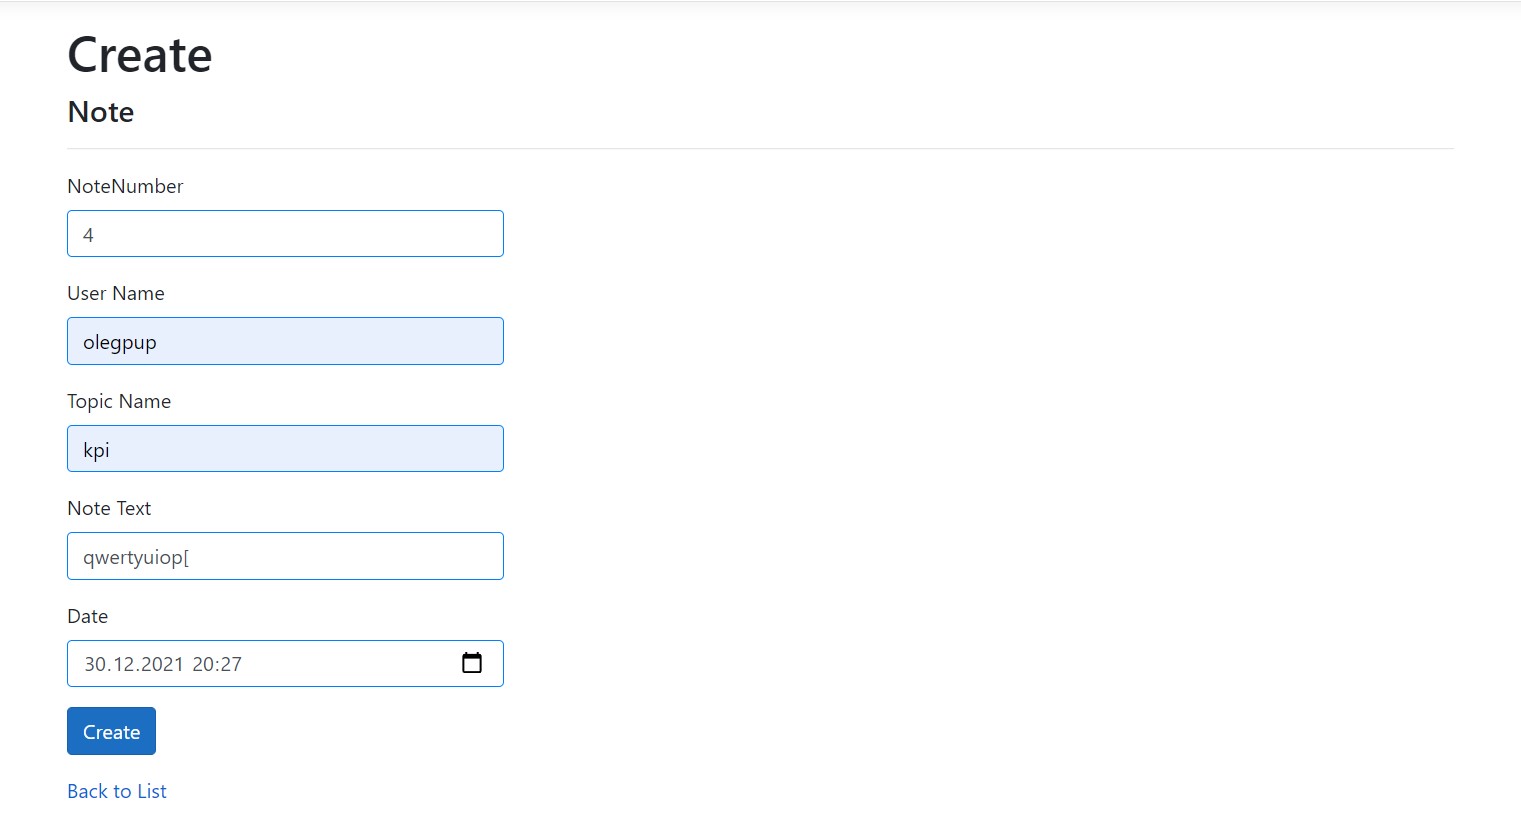 Create
Note
NoteNumber
4
User Name
olegpup
Topic Name
kpi
Note Text
qwertyuiop[
Date
30.12.2021 20:27
Create
Back to List